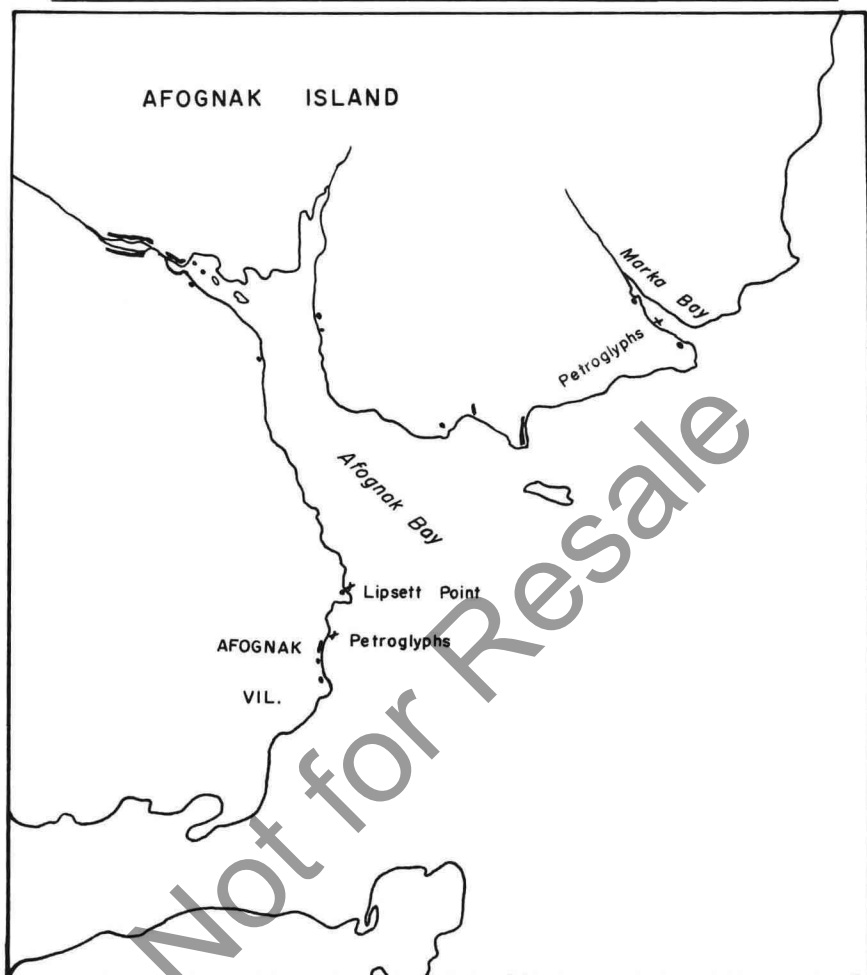 AFOGNAK ISLAND
Marka Bay
Petroglyphs
Afognak Bay
Lipsett Point
Petroglyphs
AFOGNAK
VIL.
Not for Resale